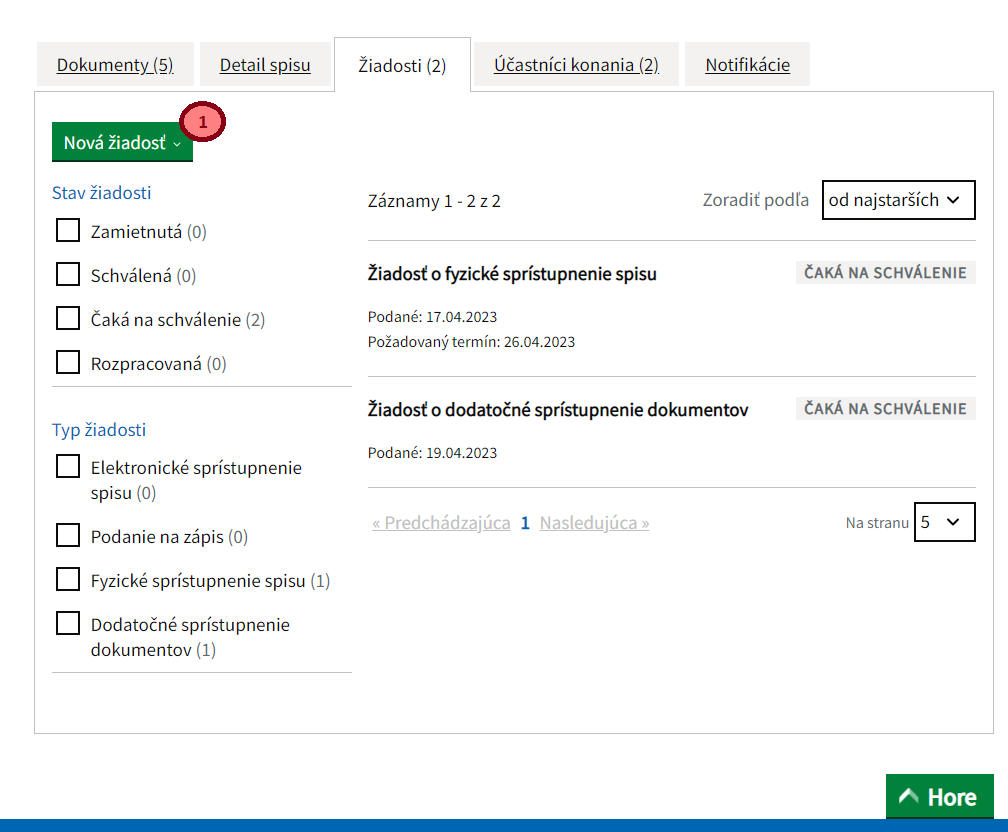 Dokumenty (5)
Detail spisu
Žiadosti (2)
Účastníci konania (2)
Notifikácie
Nová žiadosť
1
Stav žiadosti
Zamietnutá (0)
Schválená (0)
Čaká na schválenie (2)
Rozpracovaná (0)
Typ žiadosti
Elektronické sprístupnenie
spisu (0)
Podanie na zápis (0)
Fyzické sprístupnenie spisu (1)
Dodatočné sprístupnenie
dokumentov (1)
Záznamy 1 - 2 z 2
Zoradiť podľa od najstarších
Žiadosť o fyzické sprístupnenie spisu
ČAKÁ NA SCHVÁLENIE
Podané: 17.04.2023
Požadovaný termín: 26.04.2023
Žiadosť o dodatočné sprístupnenie dokumentov
ČAKÁ NA SCHVÁLENIE
Podané: 19.04.2023
« Predchádzajúca 1 Nasledujúca »
Na stranu 5
Hore